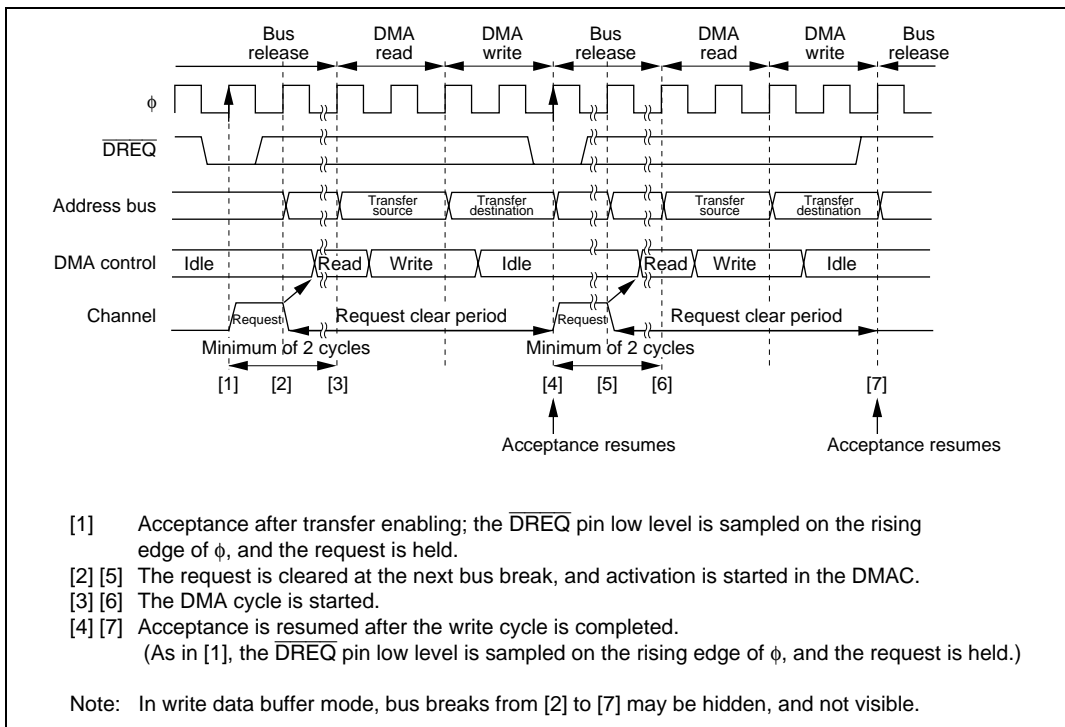 Bus release DMA read DMA write Bus release DMA read DMA write Bus release
φ
DREQ
Address bus Transfer source Transfer destination Transfer source Transfer destination
DMA control Idle Read Write Idle Read Write Idle
Channel Request Request clear period Request Request clear period
Minimum of 2 cycles Minimum of 2 cycles
[1] [2] [3] [4] [5] [6] [7]
Acceptance resumes Acceptance resumes
[1] Acceptance after transfer enabling; the DREQ pin low level is sampled on the rising
edge of φ, and the request is held.
[2] [5] The request is cleared at the next bus break, and activation is started in the DMAC.
[3] [6] The DMA cycle is started.
[4] [7] Acceptance is resumed after the write cycle is completed.
(As in [1], the DREQ pin low level is sampled on the rising edge of φ, and the request is held.)
Note: In write data buffer mode, bus breaks from [2] to [7] may be hidden, and not visible.